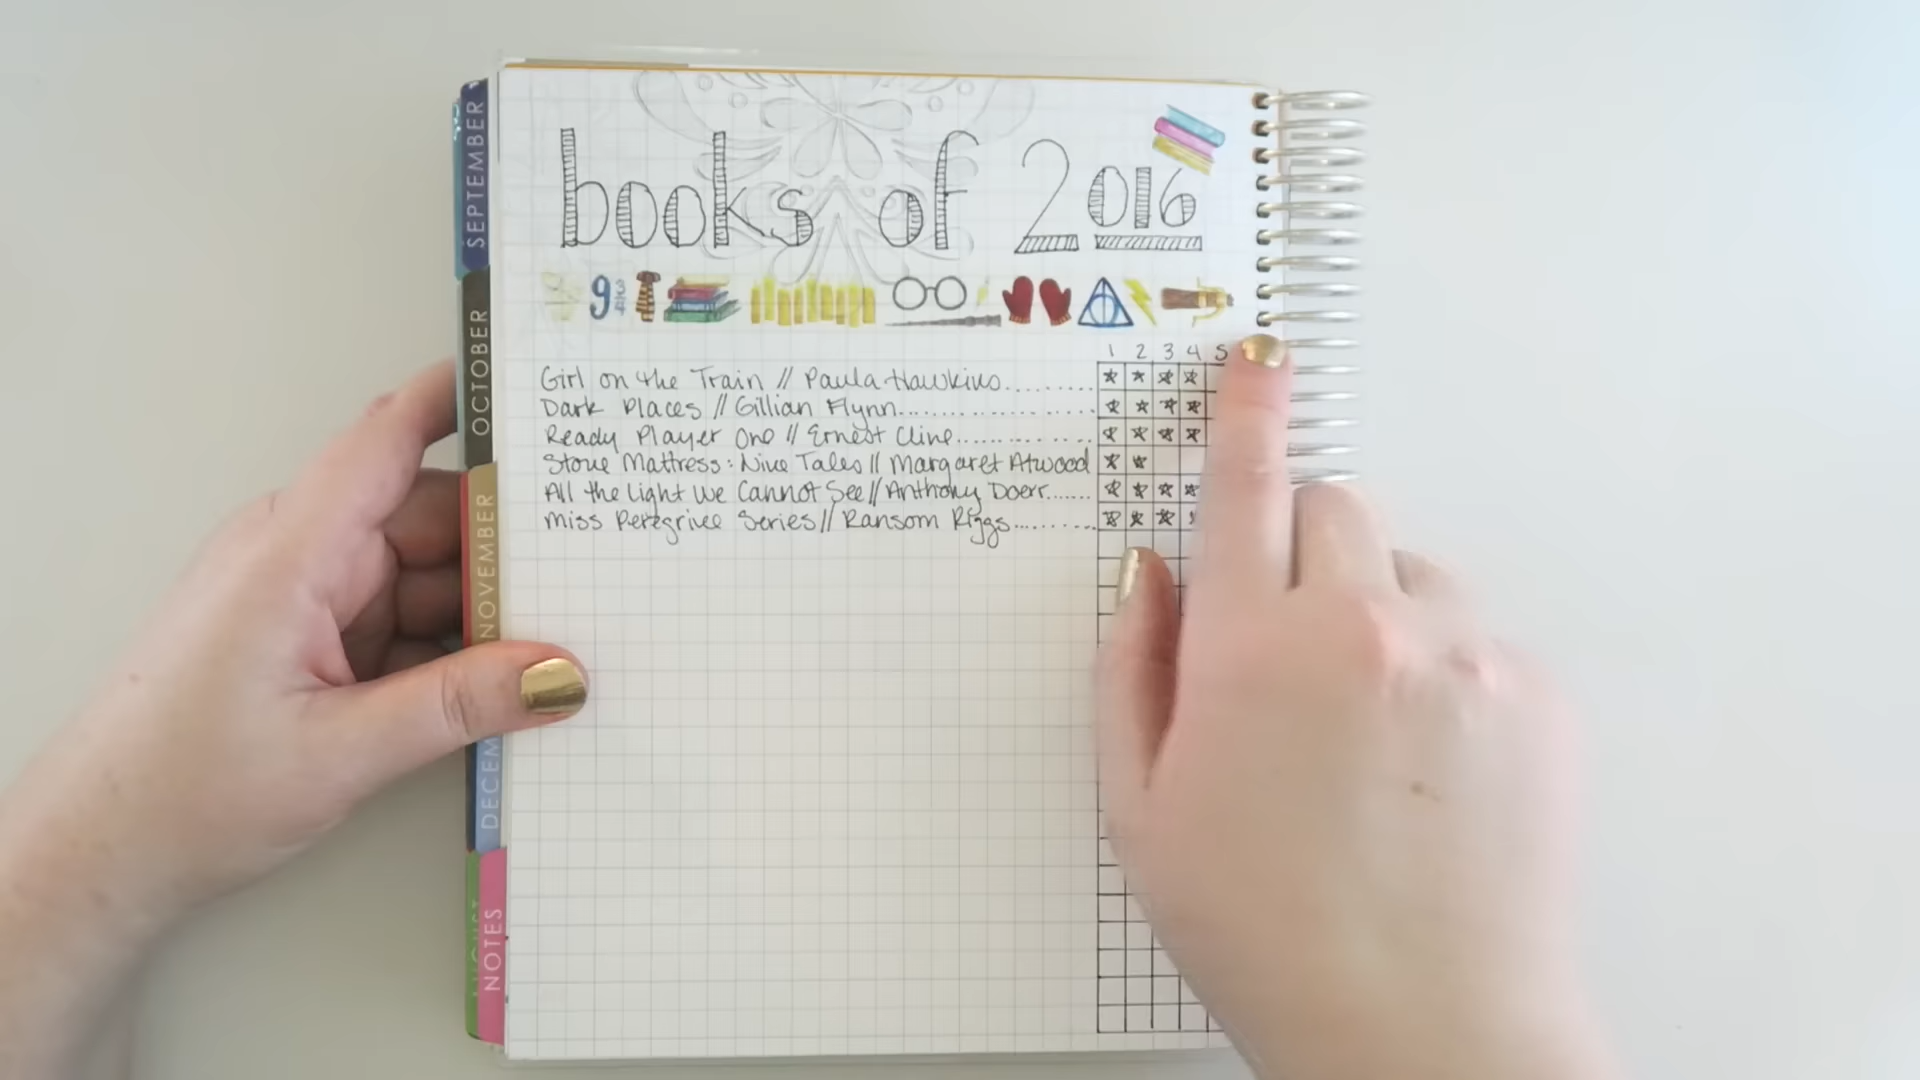 books of 2016
9¾
1 2 3 4 5
Girl on the Train // Paula Hawkins..........
Dark Places // Gillian Flynn....................
Ready Player One // Ernest Cline..............
Stone Mattress: Nine Tales // Margaret Atwood
All the Light We Cannot See // Anthony Doerr.......
Miss Peregrine Series // Ransom Riggs..........
SEPTEMBER
OCTOBER
NOVEMBER
DECEM
AUGUST
NOTES